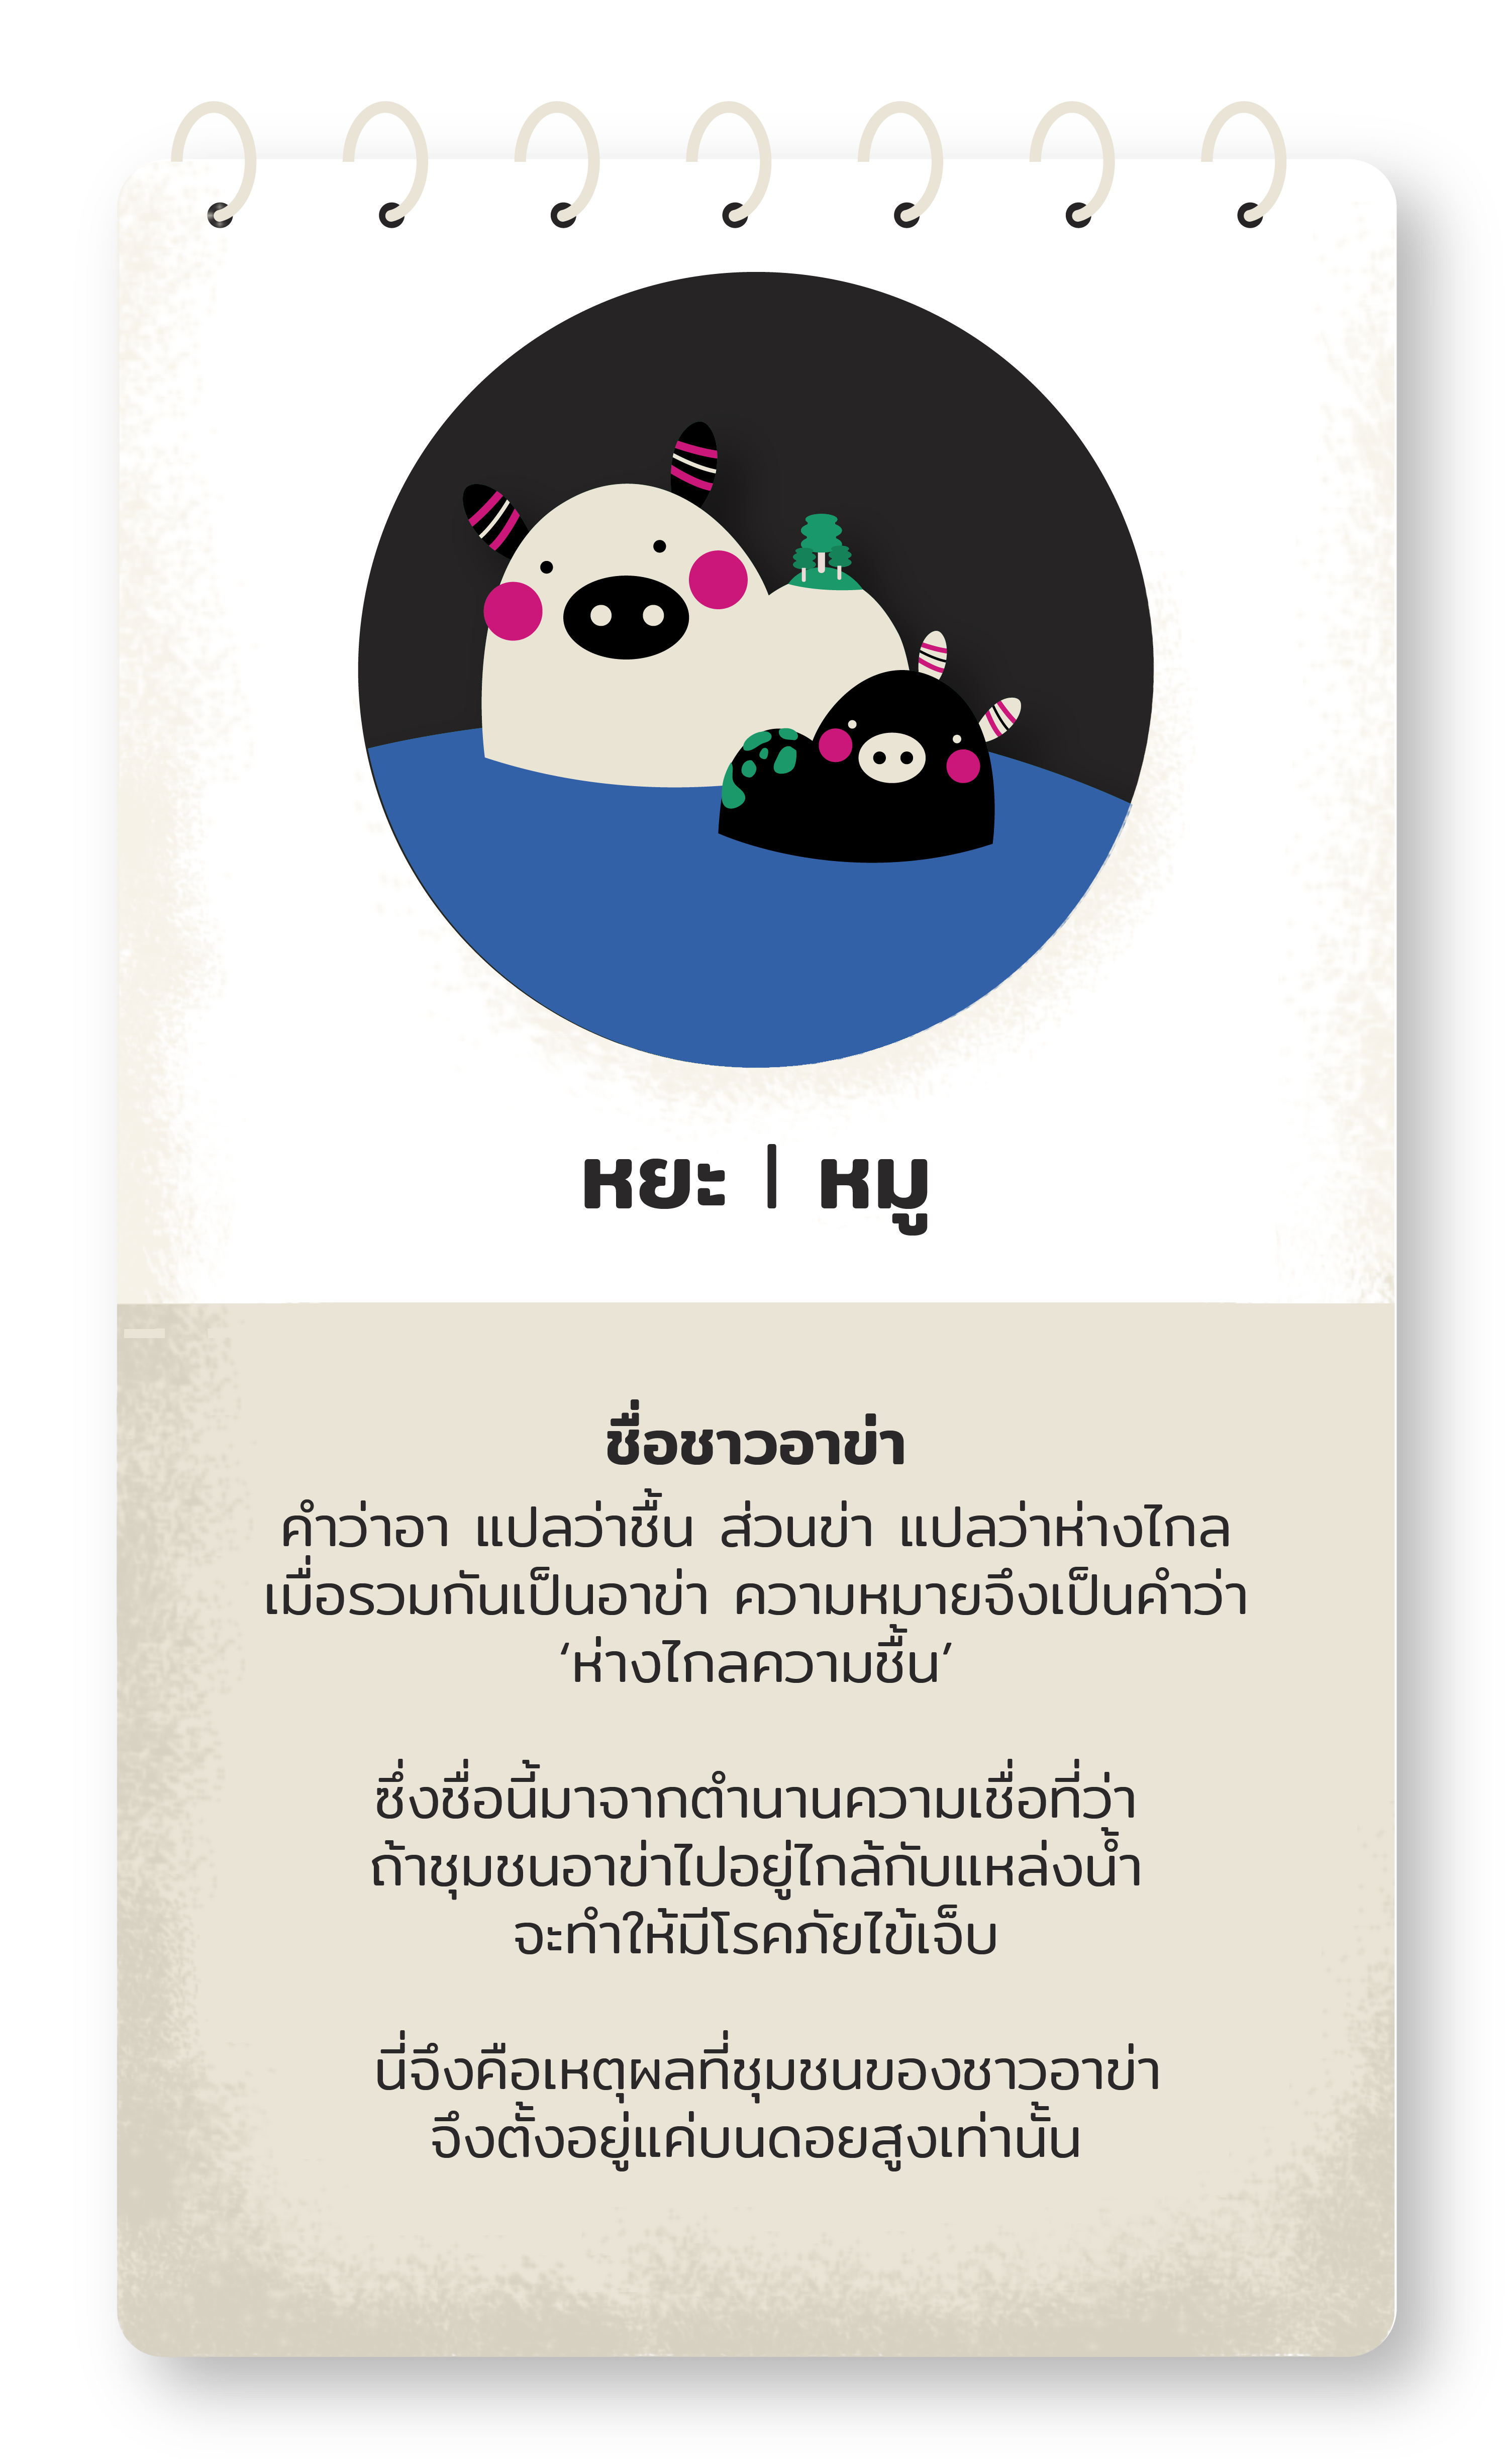 หยะ | หมู
ชื่อชาวอาข่า
คำว่าอา แปลว่าชื้น ส่วนข่า แปลว่าห่างไกล
เมื่อรวมกันเป็นอาข่า ความหมายจึงเป็นคำว่า
‘ห่างไกลความชื้น’
ซึ่งชื่อนี้มาจากตำนานความเชื่อที่ว่า
ถ้าชุมชนอาข่าไปอยู่ไกล้กับแหล่งน้ำ
จะทำให้มีโรคภัยไข้เจ็บ
นี่จึงคือเหตุผลที่ชุมชนของชาวอาข่า
จึงตั้งอยู่แค่บนดอยสูงเท่านั้น